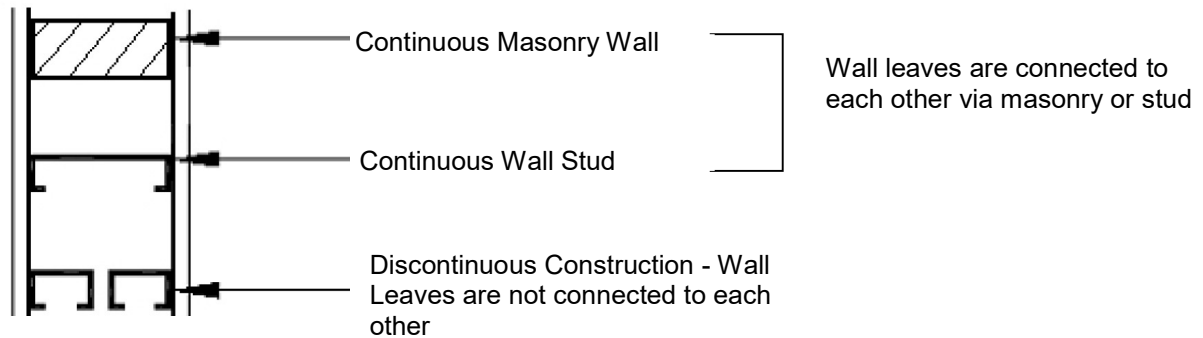 Continuous Masonry Wall
Wall leaves are connected to
each other via masonry or stud
Continuous Wall Stud
Discontinuous Construction - Wall
Leaves are not connected to each
other